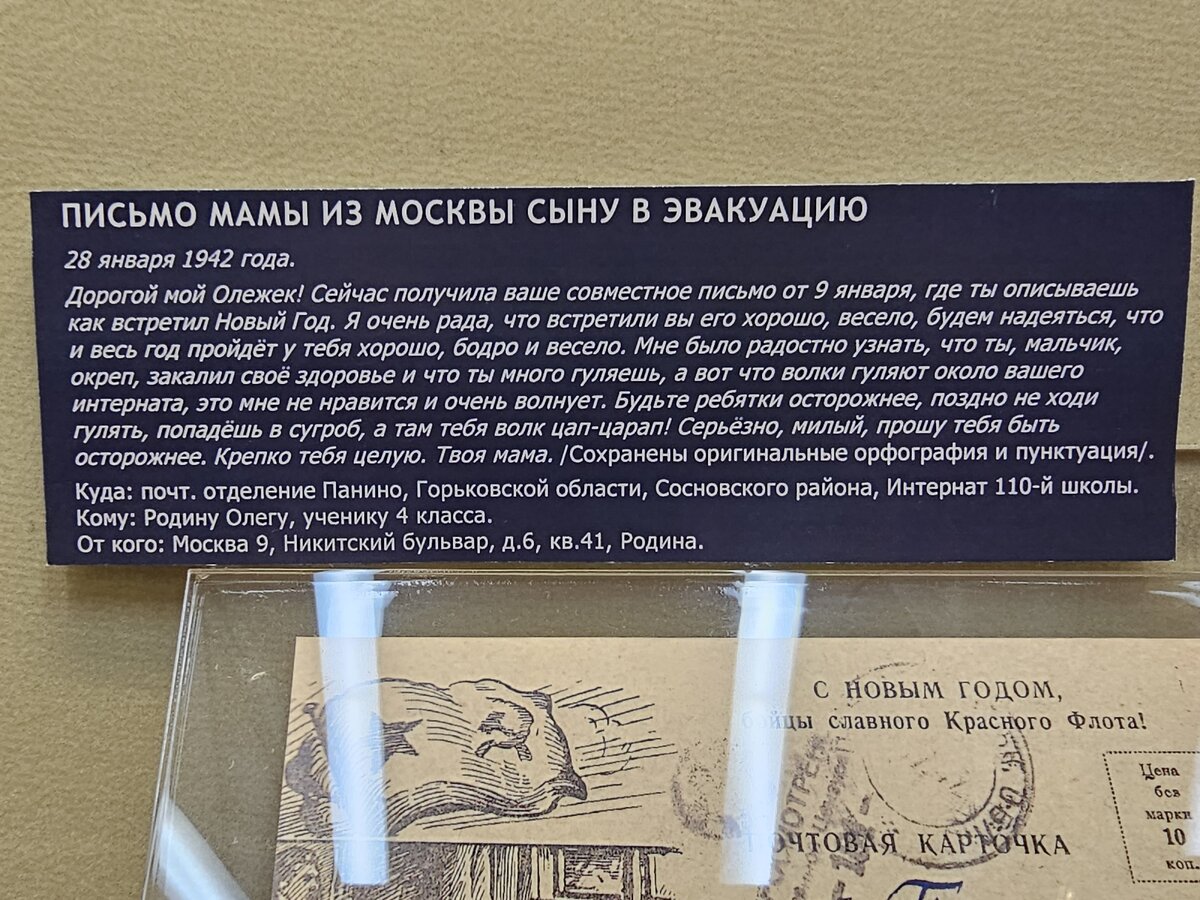 ПИСЬМО МАМЫ ИЗ МОСКВЫ СЫНУ В ЭВАКУАЦИЮ
28 января 1942 года.
Дорогой мой Олежек! Сейчас получила ваше совместное письмо от 9 января, где ты описываешь
как встретил Новый Год. Я очень рада, что встретили вы его хорошо, весело, будем надеяться, что
и весь год пройдёт у тебя хорошо, бодро и весело. Мне было радостно узнать, что ты, мальчик,
окреп, закалил своё здоровье и что ты много гуляешь, а вот что волки гуляют около вашего
интерната, это мне не нравится и очень волнует. Будьте ребятки осторожнее, поздно не ходи
гулять, попадёшь в сугроб, а там тебя волк цап-царап! Серьёзно, милый, прошу тебя быть
осторожнее. Крепко тебя целую. Твоя мама. /Сохранены оригинальные орфография и пунктуация/.
Куда: почт. отделение Панино, Горьковской области, Сосновского района, Интернат 110-й школы.
Кому: Родину Олегу, ученику 4 класса.
От кого: Москва 9, Никитский бульвар, д.6, кв.41, Родина.
С НОВЫМ ГОДОМ,
бойцы славного Красного Флота!
Цена
без
марки
10
коп.
ПОЧТОВАЯ КАРТОЧКА